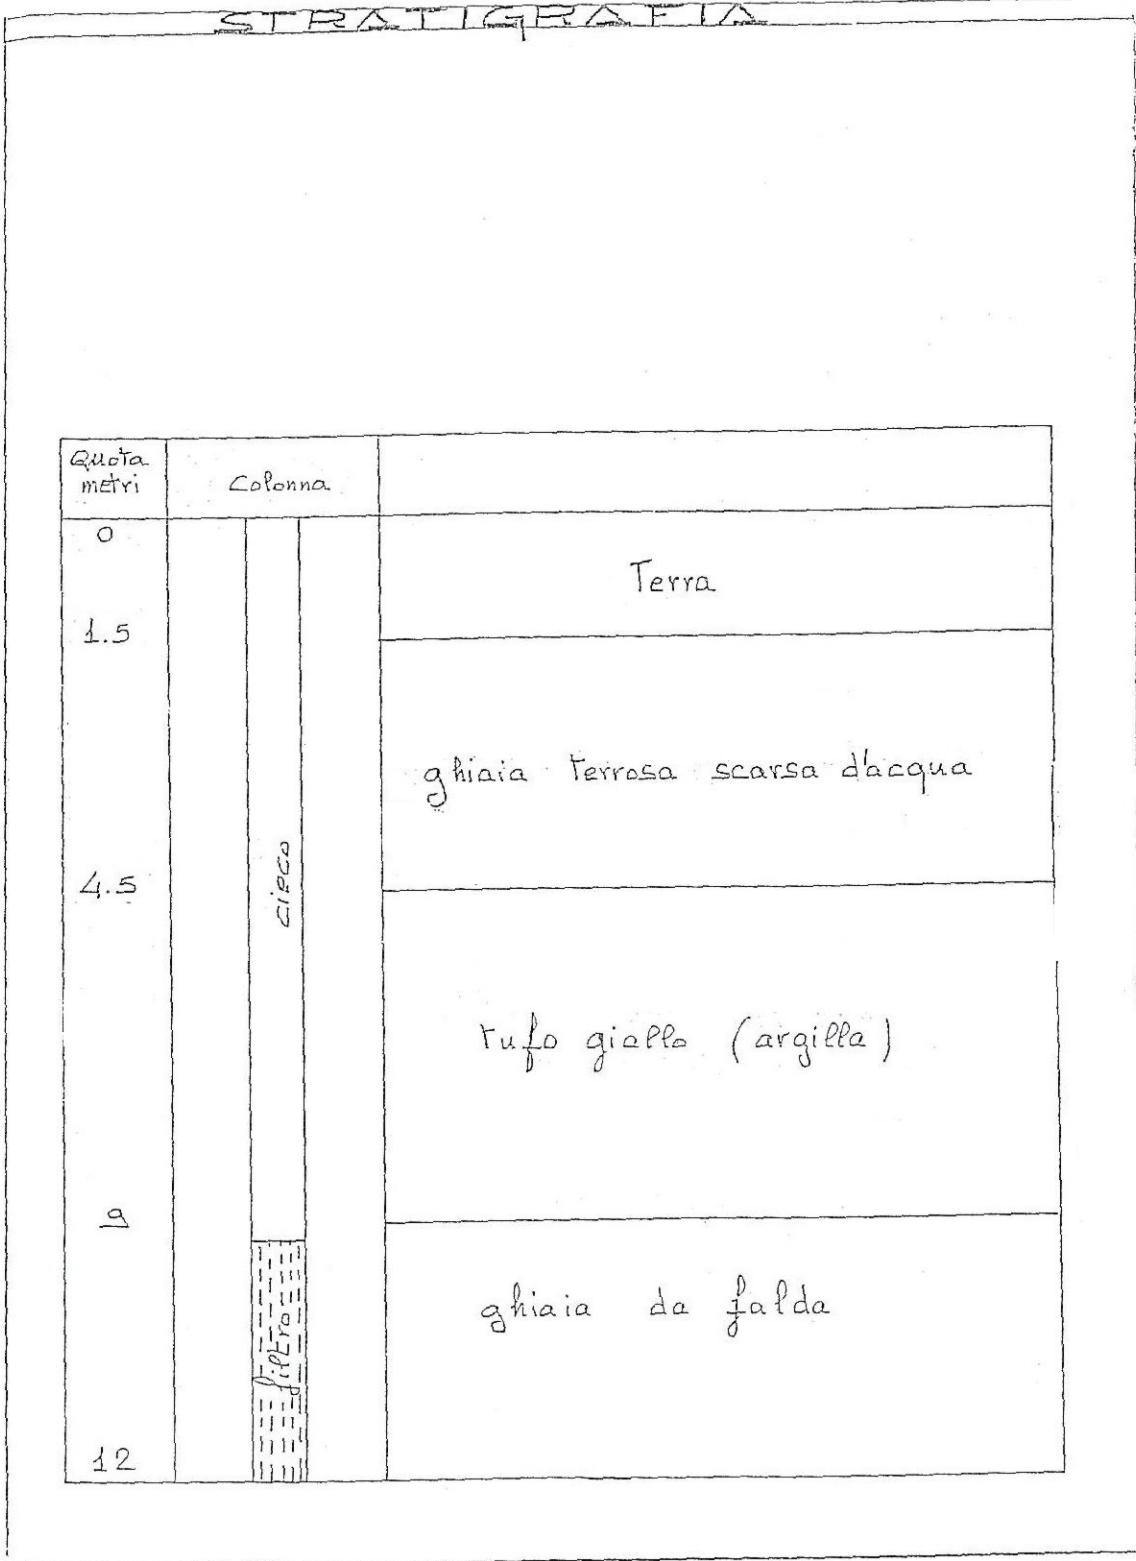 STRATIGRAFIA
Quota
metri
Colonna
0
Terra
1.5
ghiaia terrosa scarsa d'acqua
4.5
cieco
tufo giallo (argilla)
9
ghiaia da falda
filtro
12